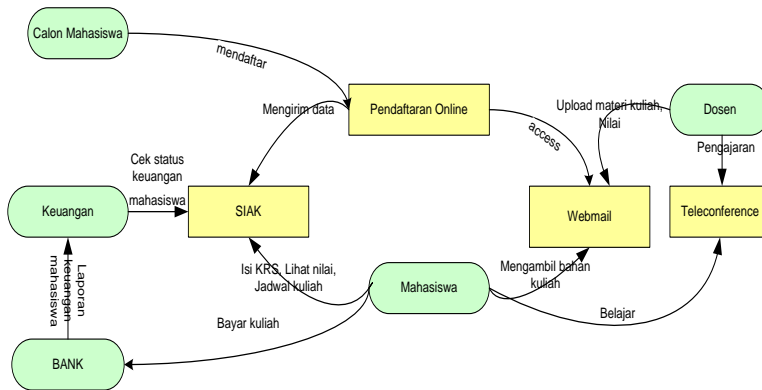 Calon Mahasiswa
mendaftar
Mengirim data
Pendaftaran Online
access
Upload materi kuliah,
Nilai
Dosen
Pengajaran
Cek status
keuangan
mahasiswa
Keuangan
SIAK
Webmail
Teleconference
Laporan
keuangan
mahasiswa
Isi KRS, Lihat nilai,
Jadwal kuliah
Mahasiswa
Mengambil bahan
kuliah
Belajar
Bayar kuliah
BANK